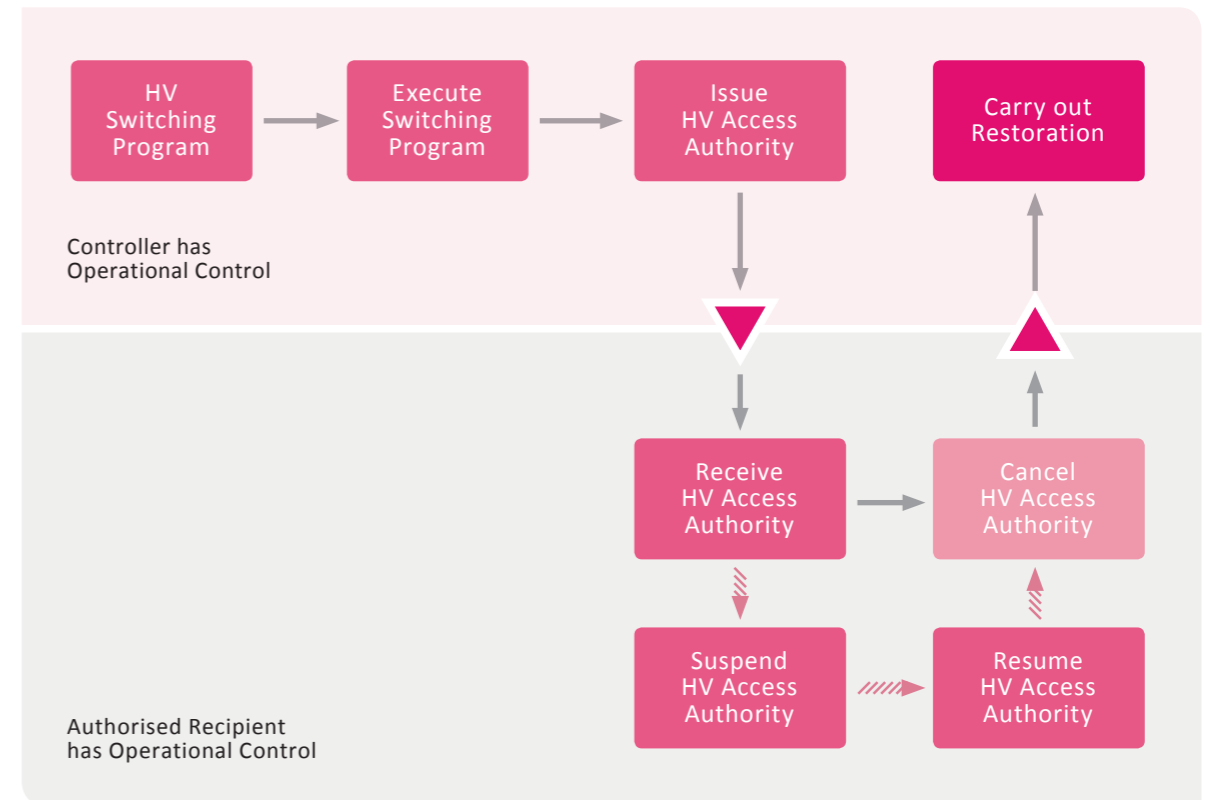 HV
Switching
Program
Execute
Switching
Program
Issue
HV Access
Authority
Carry out
Restoration
Controller has
Operational Control
Receive
HV Access
Authority
Cancel
HV Access
Authority
Suspend
HV Access
Authority
Resume
HV Access
Authority
Authorised Recipient
has Operational Control